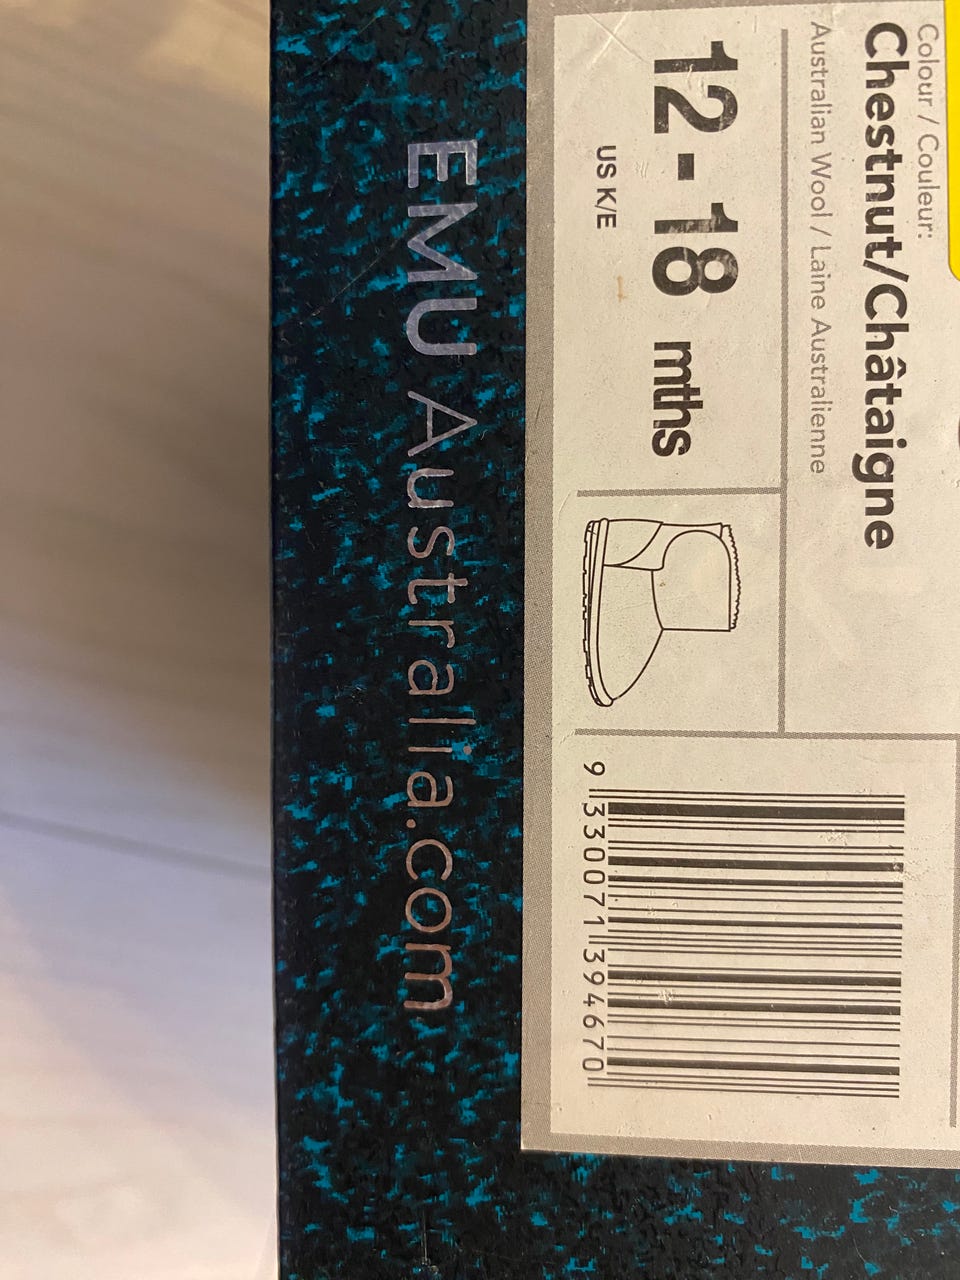 Colour / Couleur:
Chestnut/Châtaigne
Australian Wool / Laine Australienne
12-18 mths
US K/E
9 330071 394670
EMU Australia.com